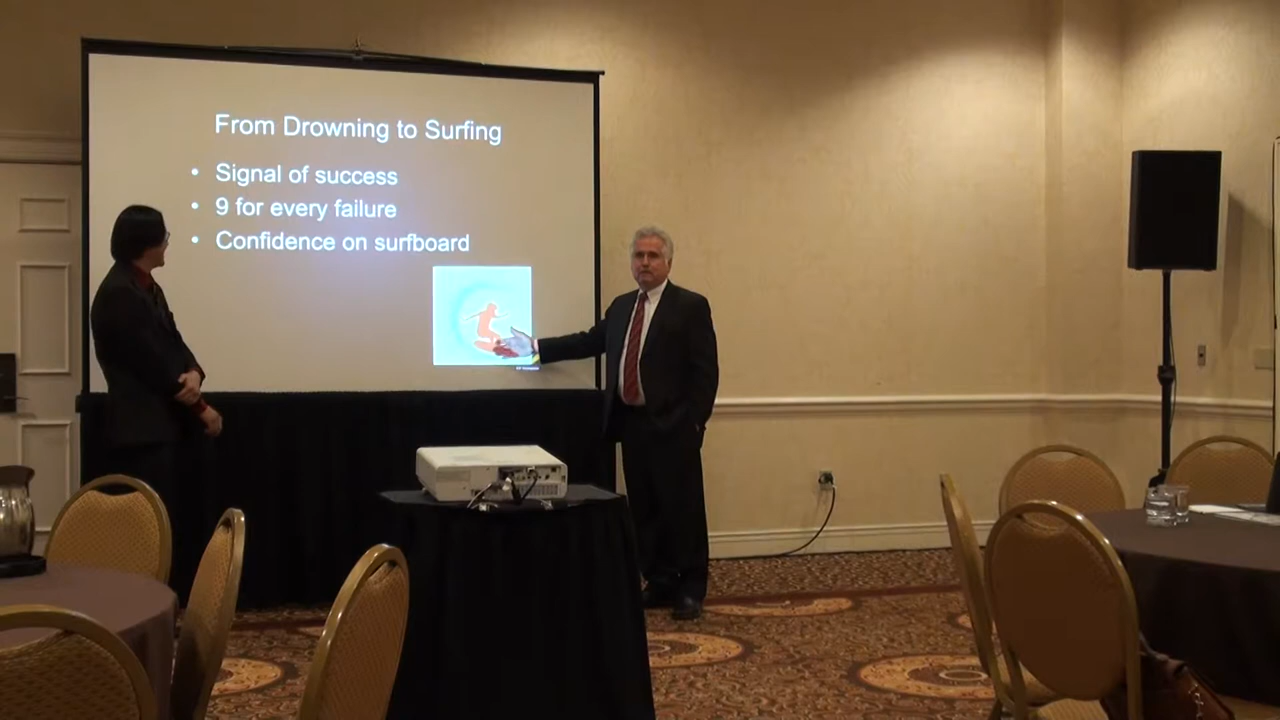 From Drowning to Surfing
• Signal of success
• 9 for every failure
• Confidence on surfboard